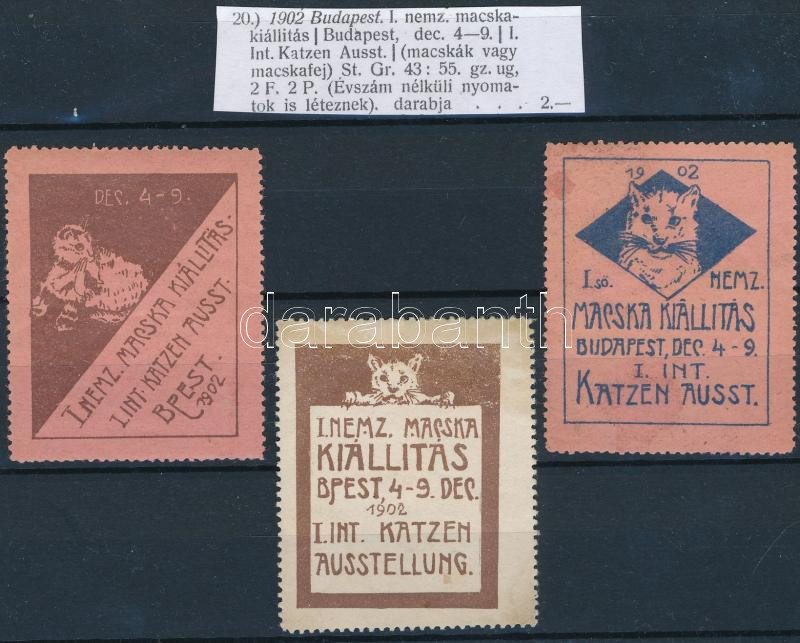 20.) 1902 Budapest. I. nemz. macska-
kiállitás | Budapest, dec. 4—9. | I.
Int. Katzen Ausst. | (macskák vagy
macskafej) St. Gr. 43 : 55. gz. ug,
2 F. 2 P. (Évszám nélküli nyoma-
tok is léteznek). darabja . . . 2.—
DEC. 4-9.
I. NEMZ. MACSKA KIÁLLITÁS.
I. INT. KATZEN AUSST.
BPEST.
1902
1902
I.ső. NEMZ.
MACSKA KIÁLLITÁS
BUDAPEST, DEC. 4-9.
I. INT.
KATZEN AUSST.
I. NEMZ. MACSKA
KIÁLLITÁS
BPEST, 4-9. DEC.
1902
I. INT. KATZEN
AUSSTELLUNG.
darabanth